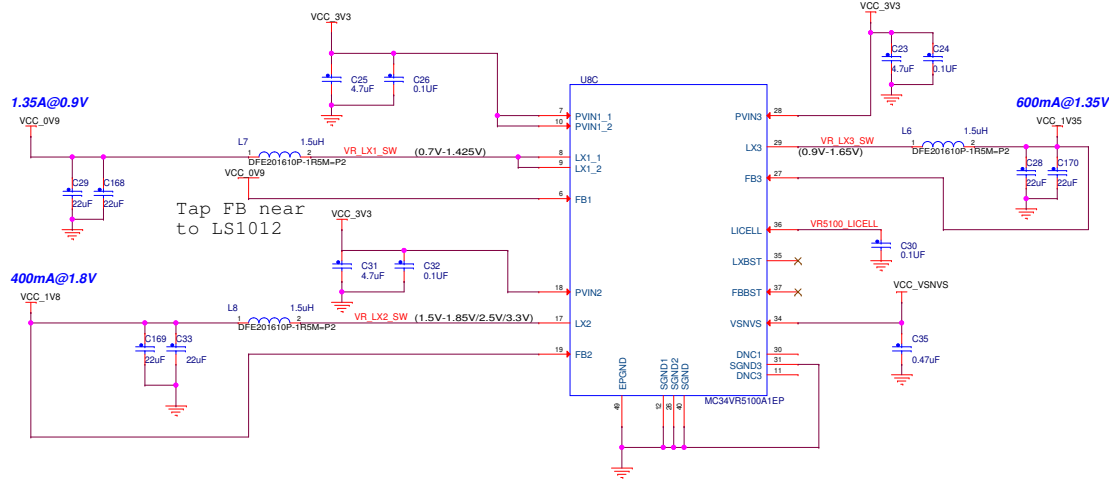 VCC_3V3
VCC_3V3
C25
4.7uF
C26
0.1UF
C23
4.7uF
C24
0.1UF
U8C
1.35A@0.9V
VCC_0V9
600mA@1.35V
VCC_1V35
7
PVIN1_1
10
PVIN1_2
PVIN3
28
L7
1.5uH
1
2
DFE201610P-1R5M=P2
VR_LX1_SW
(0.7V-1.425V)
8
LX1_1
9
LX1_2
LX3
29
VR_LX3_SW
(0.9V-1.65V)
L6
1.5uH
1
2
DFE201610P-1R5M=P2
VCC_0V9
C29
22uF
C168
22uF
6
FB1
FB3
27
C28
22uF
C170
22uF
Tap FB near
to LS1012
VCC_3V3
LICELL
36
VR5100_LICELL
C30
0.1UF
C31
4.7uF
C32
0.1UF
LXBST
35
400mA@1.8V
VCC_1V8
18
PVIN2
FBBST
37
VCC_VSNVS
L8
1.5uH
1
2
DFE201610P-1R5M=P2
VR_LX2_SW
(1.5V-1.85V/2.5V/3.3V)
17
LX2
VSNVS
34
C169
22uF
C33
22uF
C35
0.47uF
19
FB2
DNC1
30
SGND3
31
DNC3
11
EPGND
SGND1
SGND2
SGND
49
12
26
40
MC34VR5100A1EP